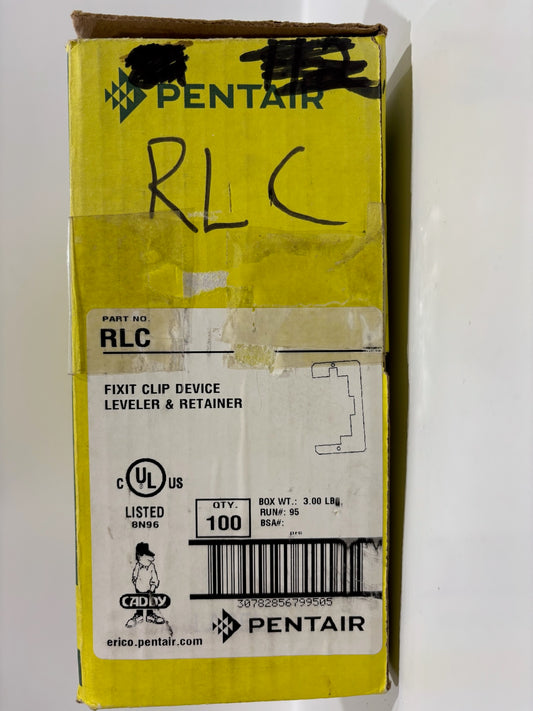 PENTAIR
RLC
PART NO.
RLC
FIXIT CLIP DEVICE
LEVELER & RETAINER
C UL US
LISTED
8N96
QTY.
100
BOX WT.: 3.00 LBS.
RUN#: 95
BSA#:
30782856799505
CADDY
erico.pentair.com
PENTAIR